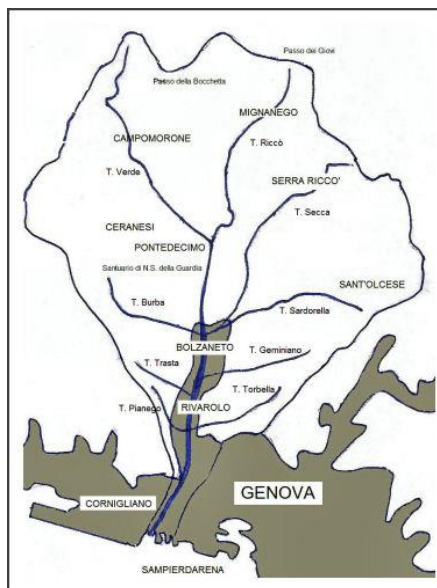 Passo dei Giovi
Passo della Bocchetta
MIGNANEGO
CAMPOMORONE
T. Riccò
T. Verde
SERRA RICCO'
T. Secca
CERANESI
PONTEDECIMO
Santuario di N.S. della Guardia
SANT'OLCESE
T. Burba
T. Sardorella
BOLZANETO
T. Trasta
T. Geminiano
T. Torbella
T. Pianego
RIVAROLO
CORNIGLIANO
GENOVA
SAMPIERDARENA